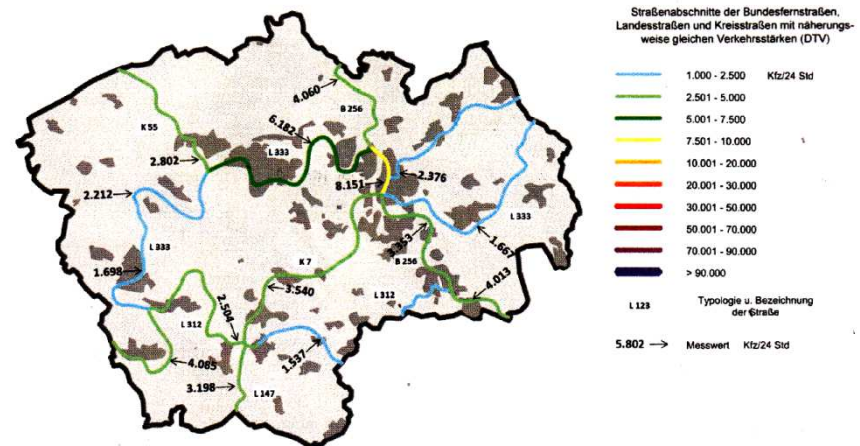 Straßenabschnitte der Bundesfernstraßen,
Landesstraßen und Kreisstraßen mit näherungs-
weise gleichen Verkehrsstärken (DTV)
1.000 - 2.500 Kfz/24 Std
2.501 - 5.000
5.001 - 7.500
7.501 - 10.000
10.001 - 20.000
20.001 - 30.000
30.001 - 50.000
50.001 - 70.000
70.001 - 90.000
> 90.000
L 123 Typologie u. Bezeichnung
der Straße
5.802 → Messwert Kfz/24 Std
4.060
B 256
K 55
6.182
L 333
2.802
2.376
8.151
2.212
L 333
L 333
1.667
3.353
B 256
K 7
1.698
3.540
4.013
L 312
L 312
2.504
1.537
4.085
3.198
L 147